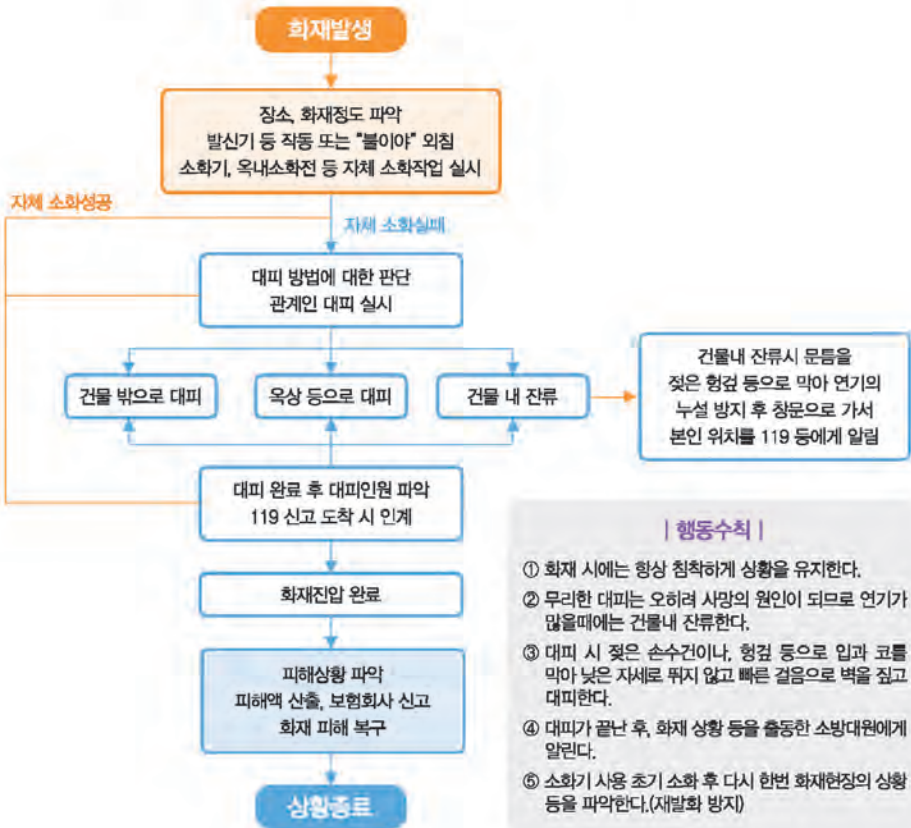 화재발생
장소, 화재정도 파악
발신기 등 작동 또는 "불이야" 외침
소화기, 옥내소화전 등 자체 소화작업 실시
자체 소화성공
자체 소화실패
대피 방법에 대한 판단
관계인 대피 실시
건물 밖으로 대피
옥상 등으로 대피
건물 내 잔류
건물내 잔류시 문틈을
젖은 헝겊 등으로 막아 연기의
누설 방지 후 창문으로 가서
본인 위치를 119 등에게 알림
대피 완료 후 대피인원 파악
119 신고 도착 시 인계
화재진압 완료
피해상황 파악
피해액 산출, 보험회사 신고
화재 피해 복구
상황종료
| 행동수칙 |
① 화재 시에는 항상 침착하게 상황을 유지한다.
② 무리한 대피는 오히려 사망의 원인이 되므로 연기가
많을때에는 건물내 잔류한다.
③ 대피 시 젖은 손수건이나, 헝겊 등으로 입과 코를
막아 낮은 자세로 뛰지 않고 빠른 걸음으로 벽을 짚고
대피한다.
④ 대피가 끝난 후, 화재 상황 등을 출동한 소방대원에게
알린다.
⑤ 소화기 사용 초기 소화 후 다시 한번 화재현장의 상황
등을 파악한다.(재발화 방지)